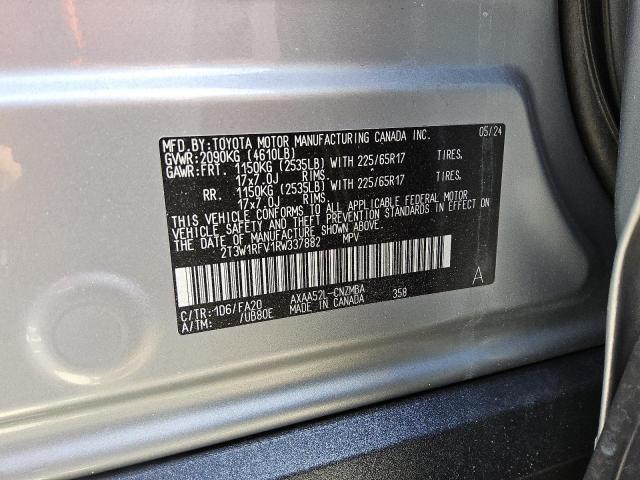 MFD.BY:TOYOTA MOTOR MANUFACTURING CANADA INC. 05/24
GVWR:2090KG (4610LB)
GAWR:FRT. 1150KG (2535LB) WITH 225/65R17 TIRES.
17x7.0J RIMS.
RR. 1150KG (2535LB) WITH 225/65R17 TIRES.
17x7.0J RIMS.
THIS VEHICLE CONFORMS TO ALL APPLICABLE FEDERAL MOTOR
VEHICLE SAFETY AND THEFT PREVENTION STANDARDS IN EFFECT
ON THE DATE OF MANUFACTURE SHOWN ABOVE.
2T3W1RFV1RW337882 MPV
A
C/TR:1D6/FA20 AXAA52L-CNZMBA 358
A/TM: /UB80E MADE IN CANADA